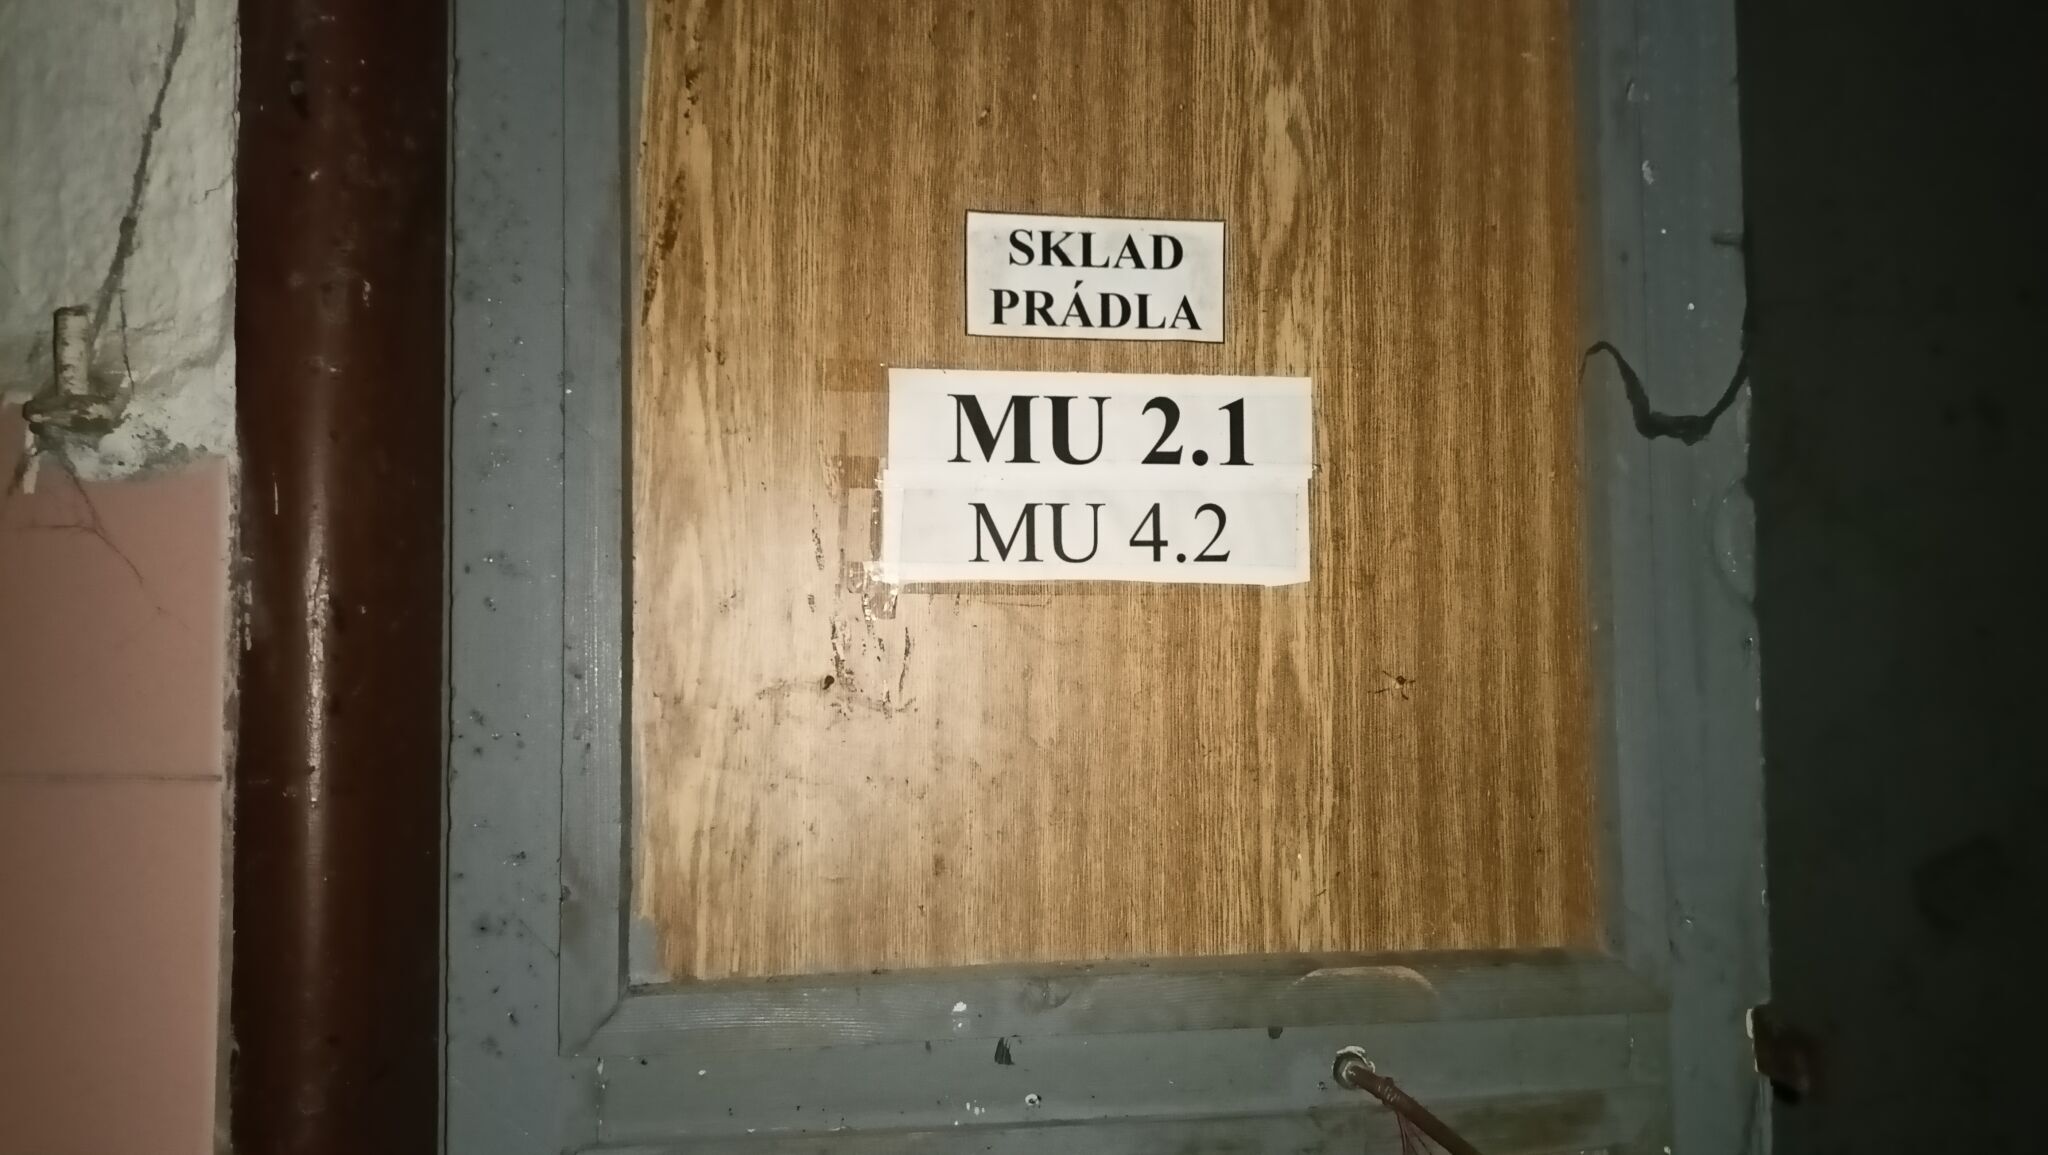 SKLAD
PRÁDLA
MU 2.1
MU 4.2